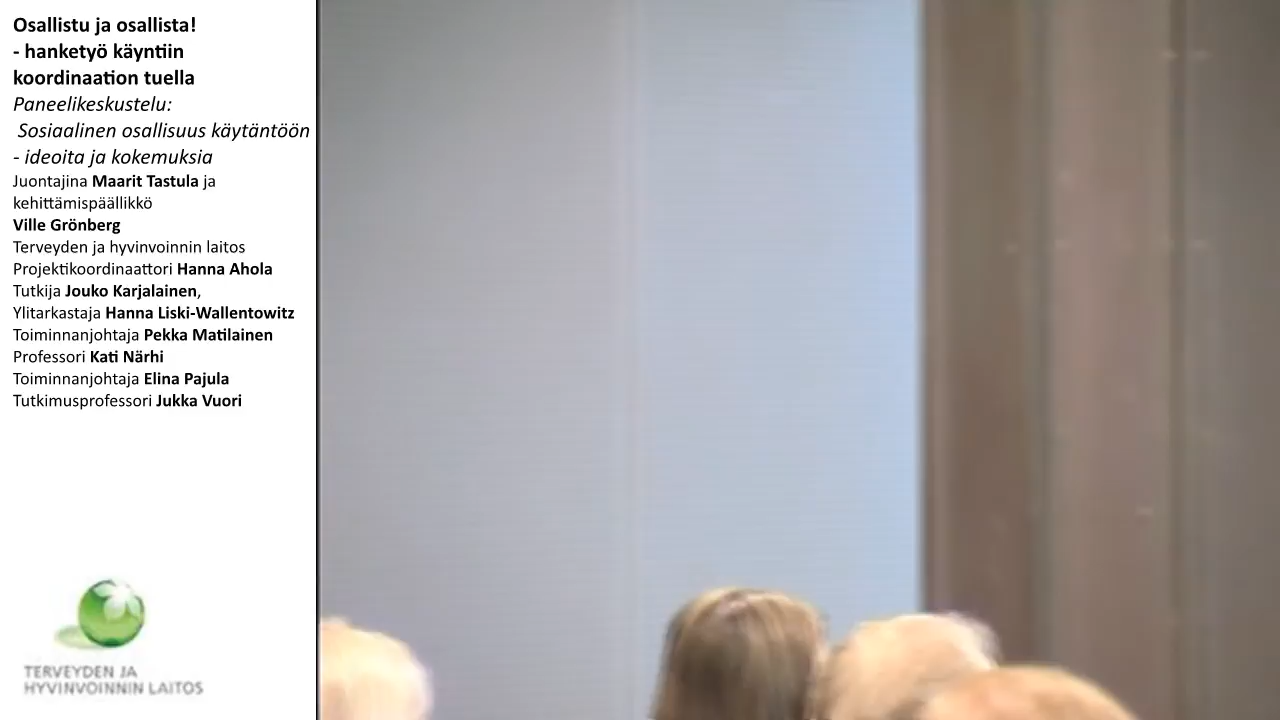 Osallistu ja osallista!
- hanketyö käyntiin
koordinaation tuella
Paneelikeskustelu:
Sosiaalinen osallisuus käytäntöön
- ideoita ja kokemuksia
Juontajina Maarit Tastula ja
kehittämispäällikkö
Ville Grönberg
Terveyden ja hyvinvoinnin laitos
Projektikoordinaattori Hanna Ahola
Tutkija Jouko Karjalainen,
Ylitarkastaja Hanna Liski-Wallentowitz
Toiminnanjohtaja Pekka Matilainen
Professori Kati Närhi
Toiminnanjohtaja Elina Pajula
Tutkimusprofessori Jukka Vuori
TERVEYDEN JA
HYVINVOINNIN LAITOS